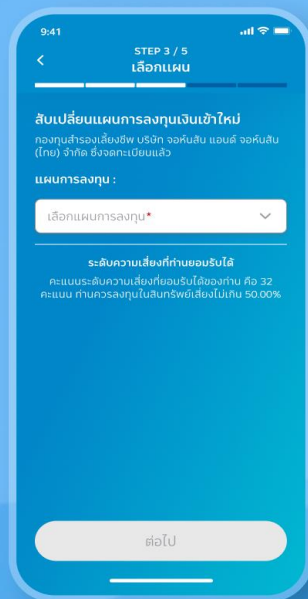 9:41
STEP 3 / 5
เลือกแผน
สับเปลี่ยนแผนการลงทุนเงินเข้าใหม่
กองทุนสำรองเลี้ยงชีพ บริษัท จอห์นสัน แอนด์ จอห์นสัน
(ไทย) จำกัด ซึ่งจดทะเบียนแล้ว
แผนการลงทุน :
เลือกแผนการลงทุน*
ระดับความเสี่ยงที่ท่านยอมรับได้
คะแนนระดับความเสี่ยงที่ยอมรับได้ของท่าน คือ 32
คะแนน ท่านควรลงทุนในสินทรัพย์เสี่ยงไม่เกิน 50.00%
ต่อไป